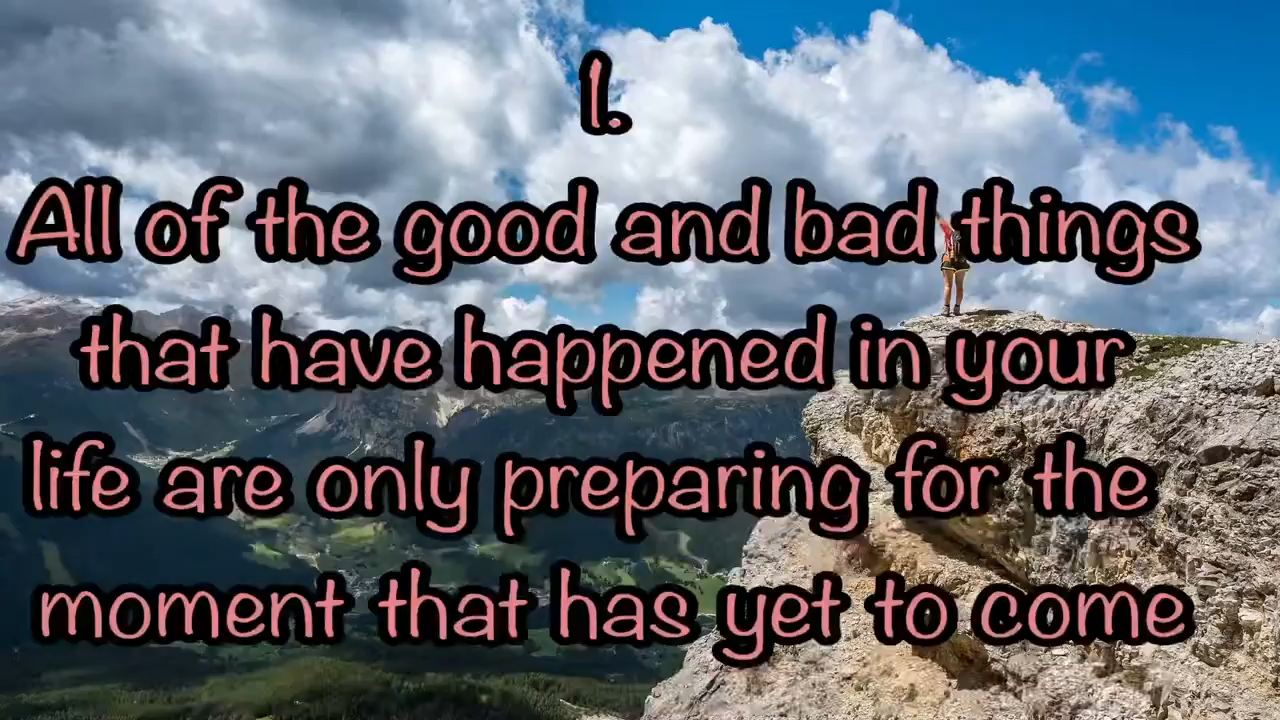 1.
All of the good and bad things
that have happened in your
life are only preparing for the
moment that has yet to come